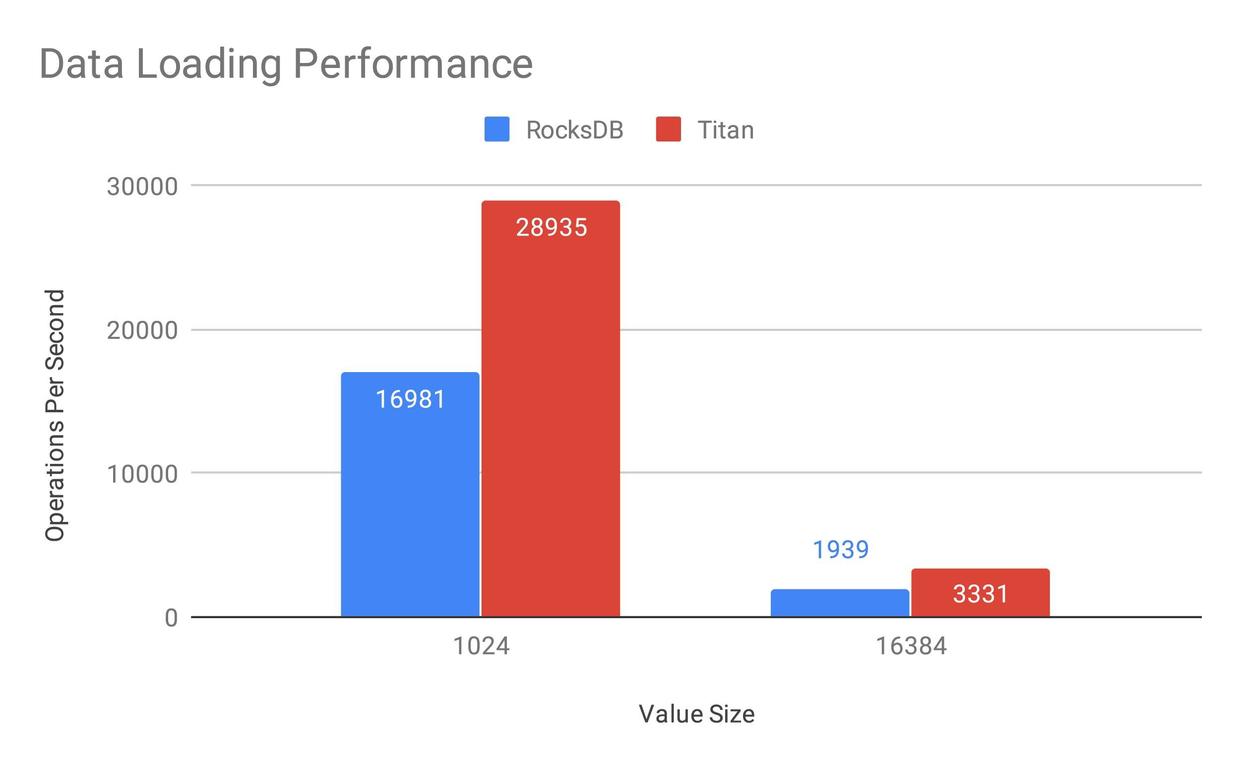 Data Loading Performance
RocksDB Titan
30000
20000
10000
0
Operations Per Second
16981
28935
1939
3331
1024
16384
Value Size